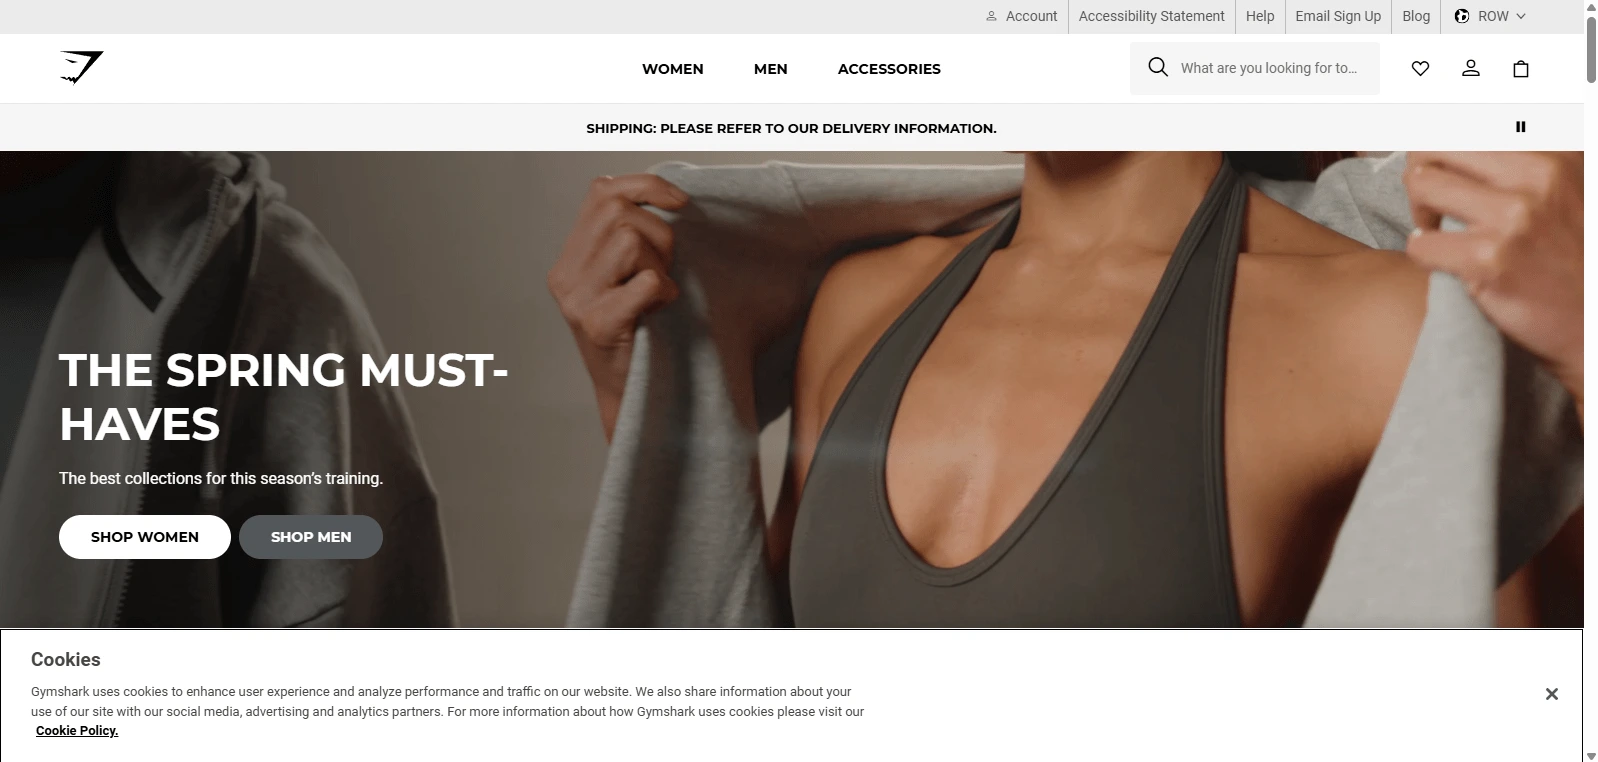 Account
Accessibility Statement
Help
Email Sign Up
Blog
ROW
WOMEN
MEN
ACCESSORIES
What are you looking for to...
SHIPPING: PLEASE REFER TO OUR DELIVERY INFORMATION.
THE SPRING MUST-
HAVES
The best collections for this season’s training.
SHOP WOMEN
SHOP MEN
Cookies
Gymshark uses cookies to enhance user experience and analyze performance and traffic on our website. We also share information about your
use of our site with our social media, advertising and analytics partners. For more information about how Gymshark uses cookies please visit our
Cookie Policy.